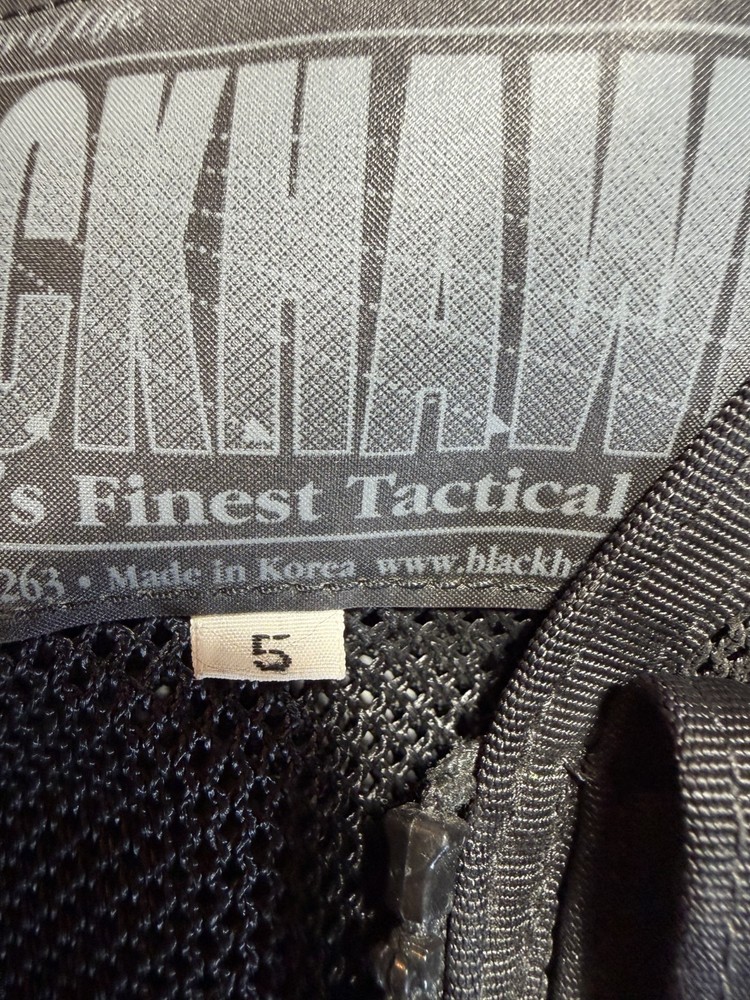 CKHAW
's Finest Tactical
263 • Made in Korea www.blackh
5